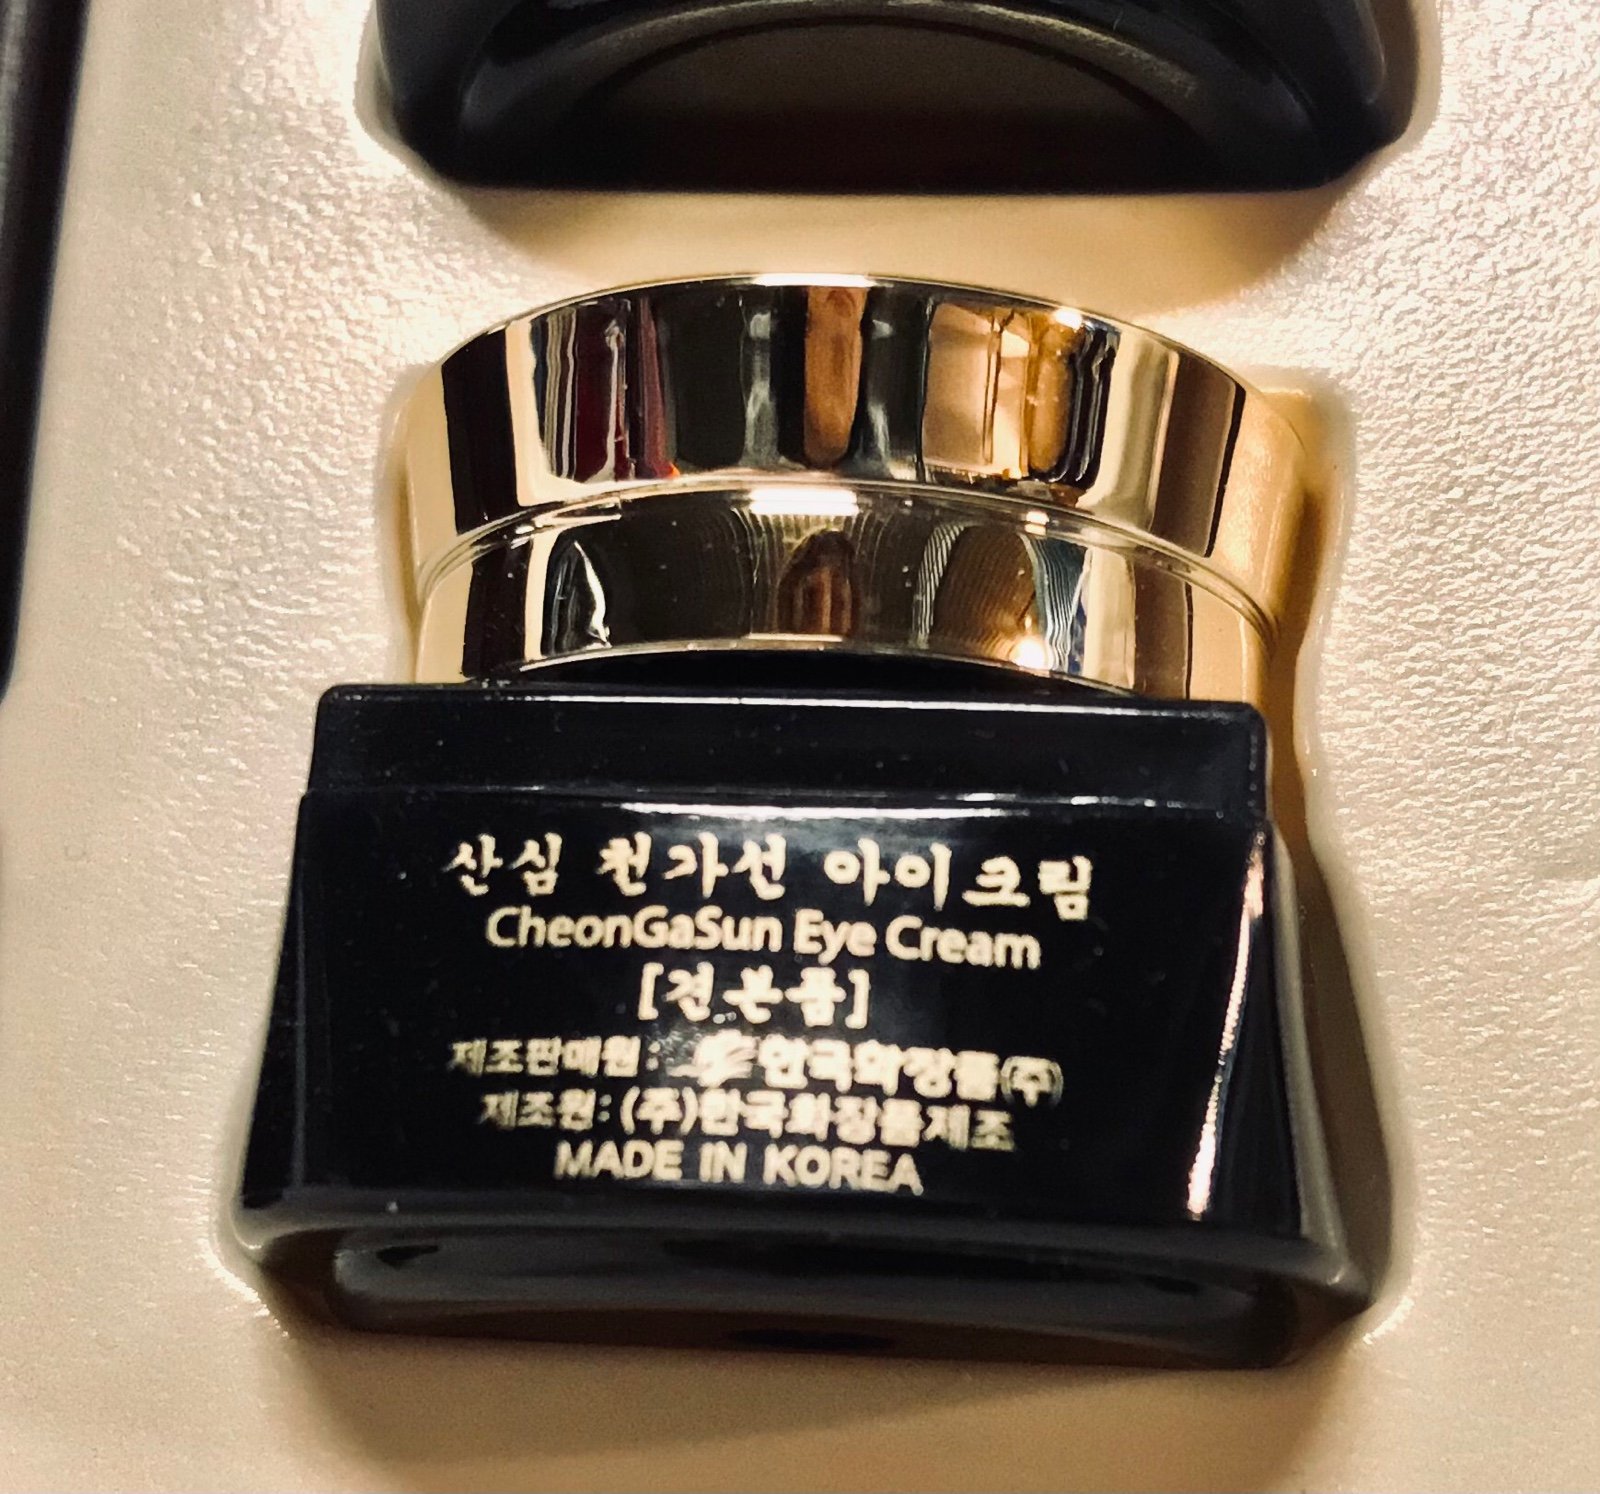 산심 천가선 아이크림
CheonGaSun Eye Cream
[견본품]
제조판매원: 한국화장품(주)
제조원: (주)한국화장품제조
MADE IN KOREA